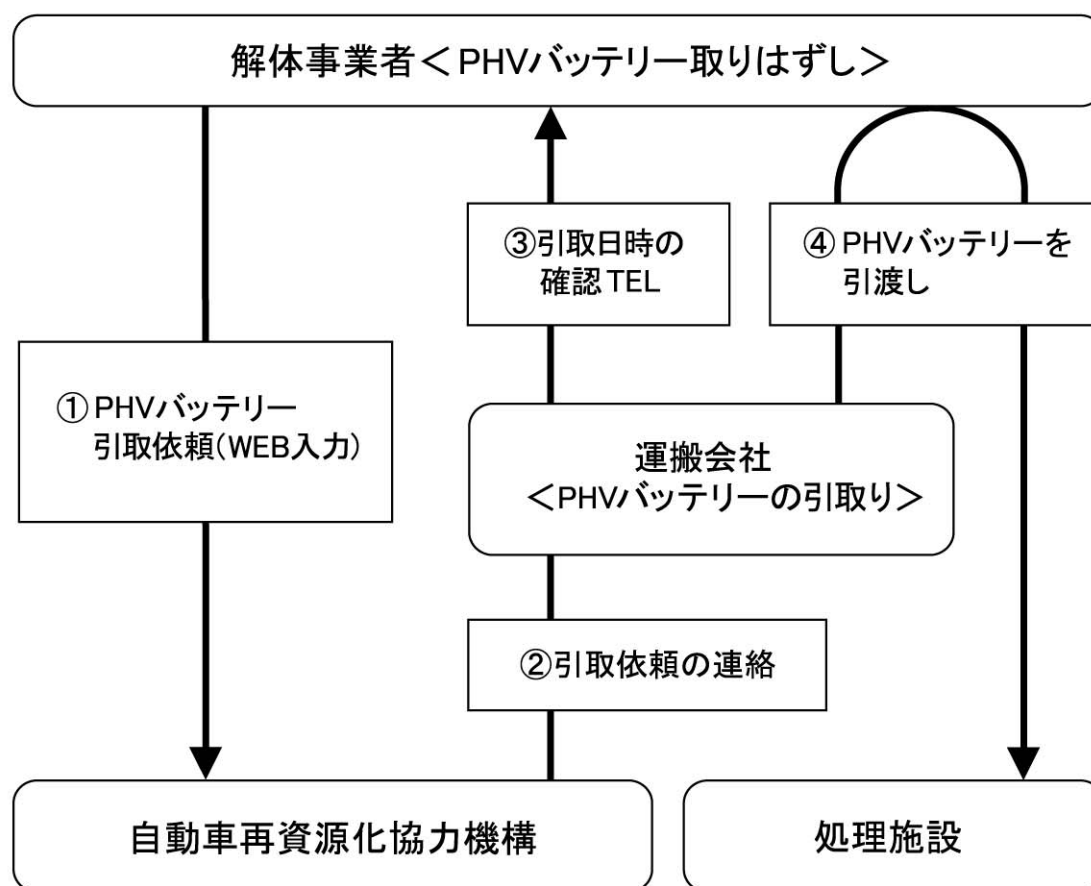 解体事業者＜PHVバッテリー取りはずし＞
③引取日時の
確認TEL
④PHVバッテリーを
引渡し
①PHVバッテリー
引取依頼(WEB入力)
運搬会社
＜PHVバッテリーの引取り＞
②引取依頼の連絡
自動車再資源化協力機構
処理施設